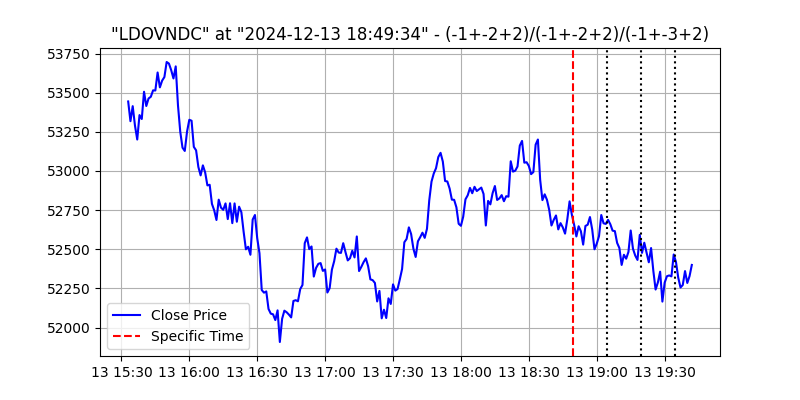 "LDOVNDC" at "2024-12-13 18:49:34" - (-1+-2+2)/(-1+-2+2)/(-1+-3+2)
53750
53500
53250
53000
52750
52500
52250
52000
Close Price
Specific Time
13 15:30 13 16:00 13 16:30 13 17:00 13 17:30 13 18:00 13 18:30 13 19:00 13 19:30